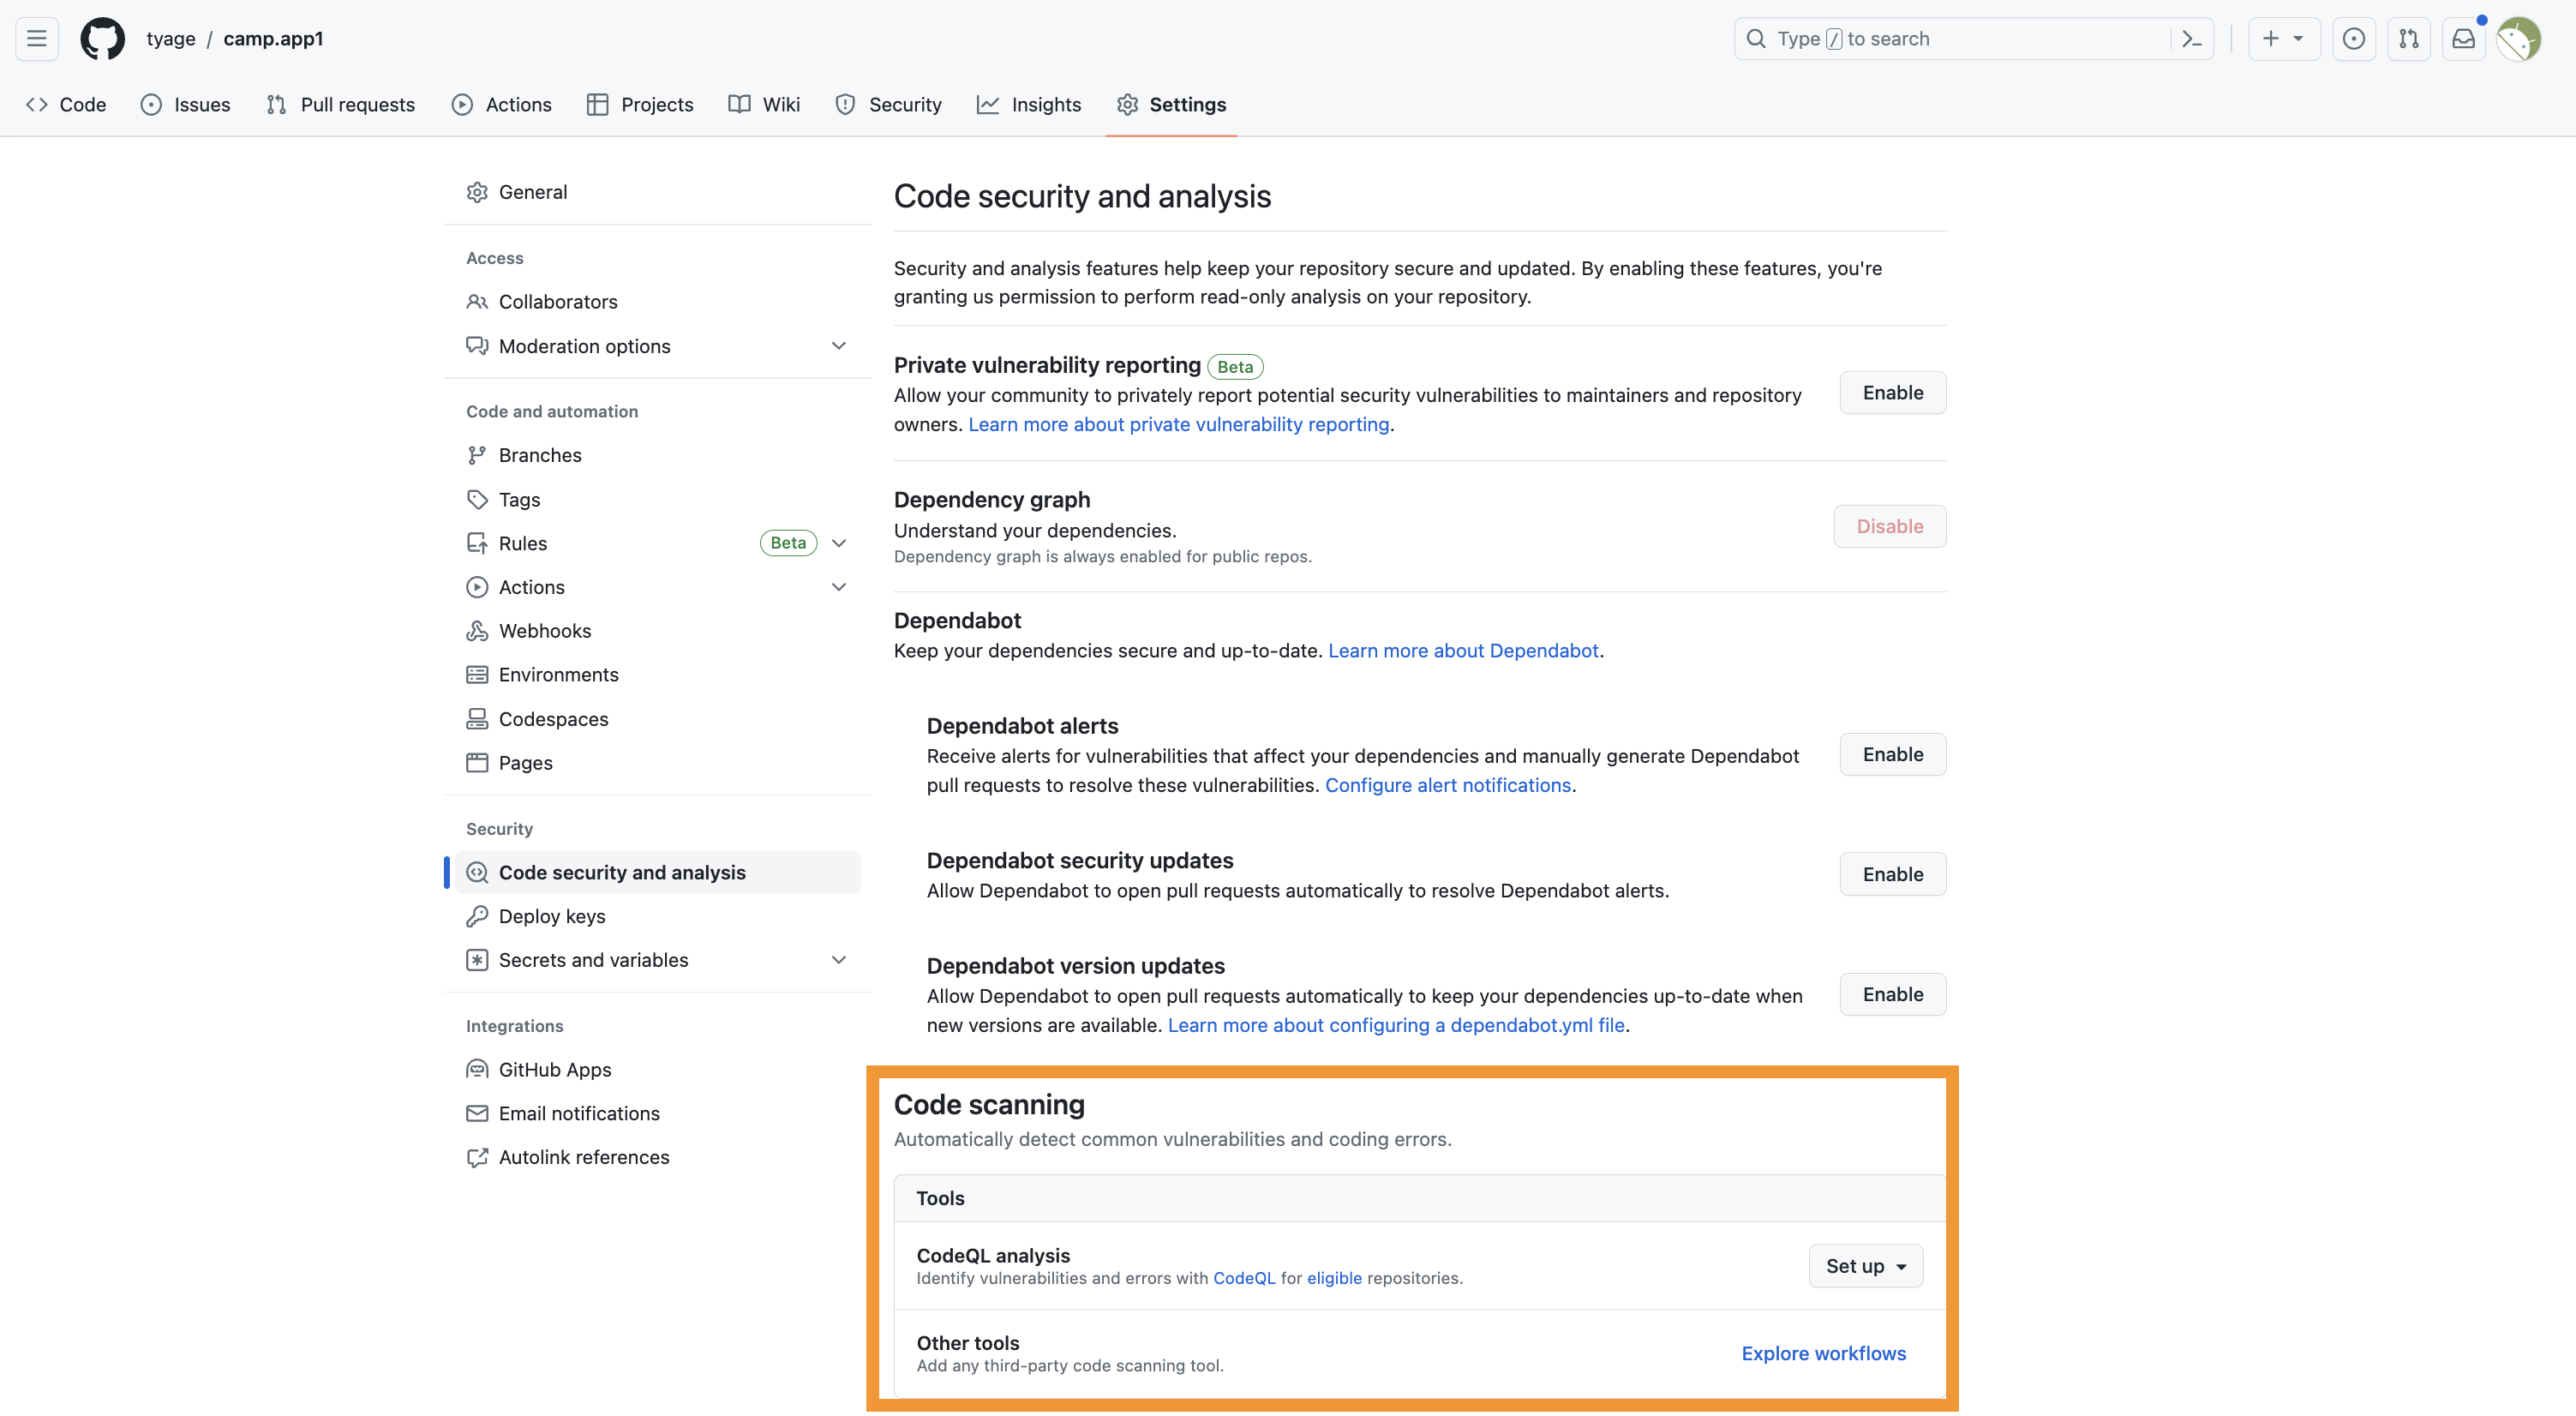 tyage / camp.app1
Type / to search
Code
Issues
Pull requests
Actions
Projects
Wiki
Security
Insights
Settings
General
Access
Collaborators
Moderation options
Code and automation
Branches
Tags
Rules Beta
Actions
Webhooks
Environments
Codespaces
Pages
Security
Code security and analysis
Deploy keys
Secrets and variables
Integrations
GitHub Apps
Email notifications
Autolink references
Code security and analysis
Security and analysis features help keep your repository secure and updated. By enabling these features, you're
granting us permission to perform read-only analysis on your repository.
Private vulnerability reporting Beta
Allow your community to privately report potential security vulnerabilities to maintainers and repository
owners. Learn more about private vulnerability reporting.
Enable
Dependency graph
Understand your dependencies.
Dependency graph is always enabled for public repos.
Disable
Dependabot
Keep your dependencies secure and up-to-date. Learn more about Dependabot.
Dependabot alerts
Receive alerts for vulnerabilities that affect your dependencies and manually generate Dependabot
pull requests to resolve these vulnerabilities. Configure alert notifications.
Enable
Dependabot security updates
Allow Dependabot to open pull requests automatically to resolve Dependabot alerts.
Enable
Dependabot version updates
Allow Dependabot to open pull requests automatically to keep your dependencies up-to-date when
new versions are available. Learn more about configuring a dependabot.yml file.
Enable
Code scanning
Automatically detect common vulnerabilities and coding errors.
Tools
CodeQL analysis
Identify vulnerabilities and errors with CodeQL for eligible repositories.
Set up
Other tools
Add any third-party code scanning tool.
Explore workflows